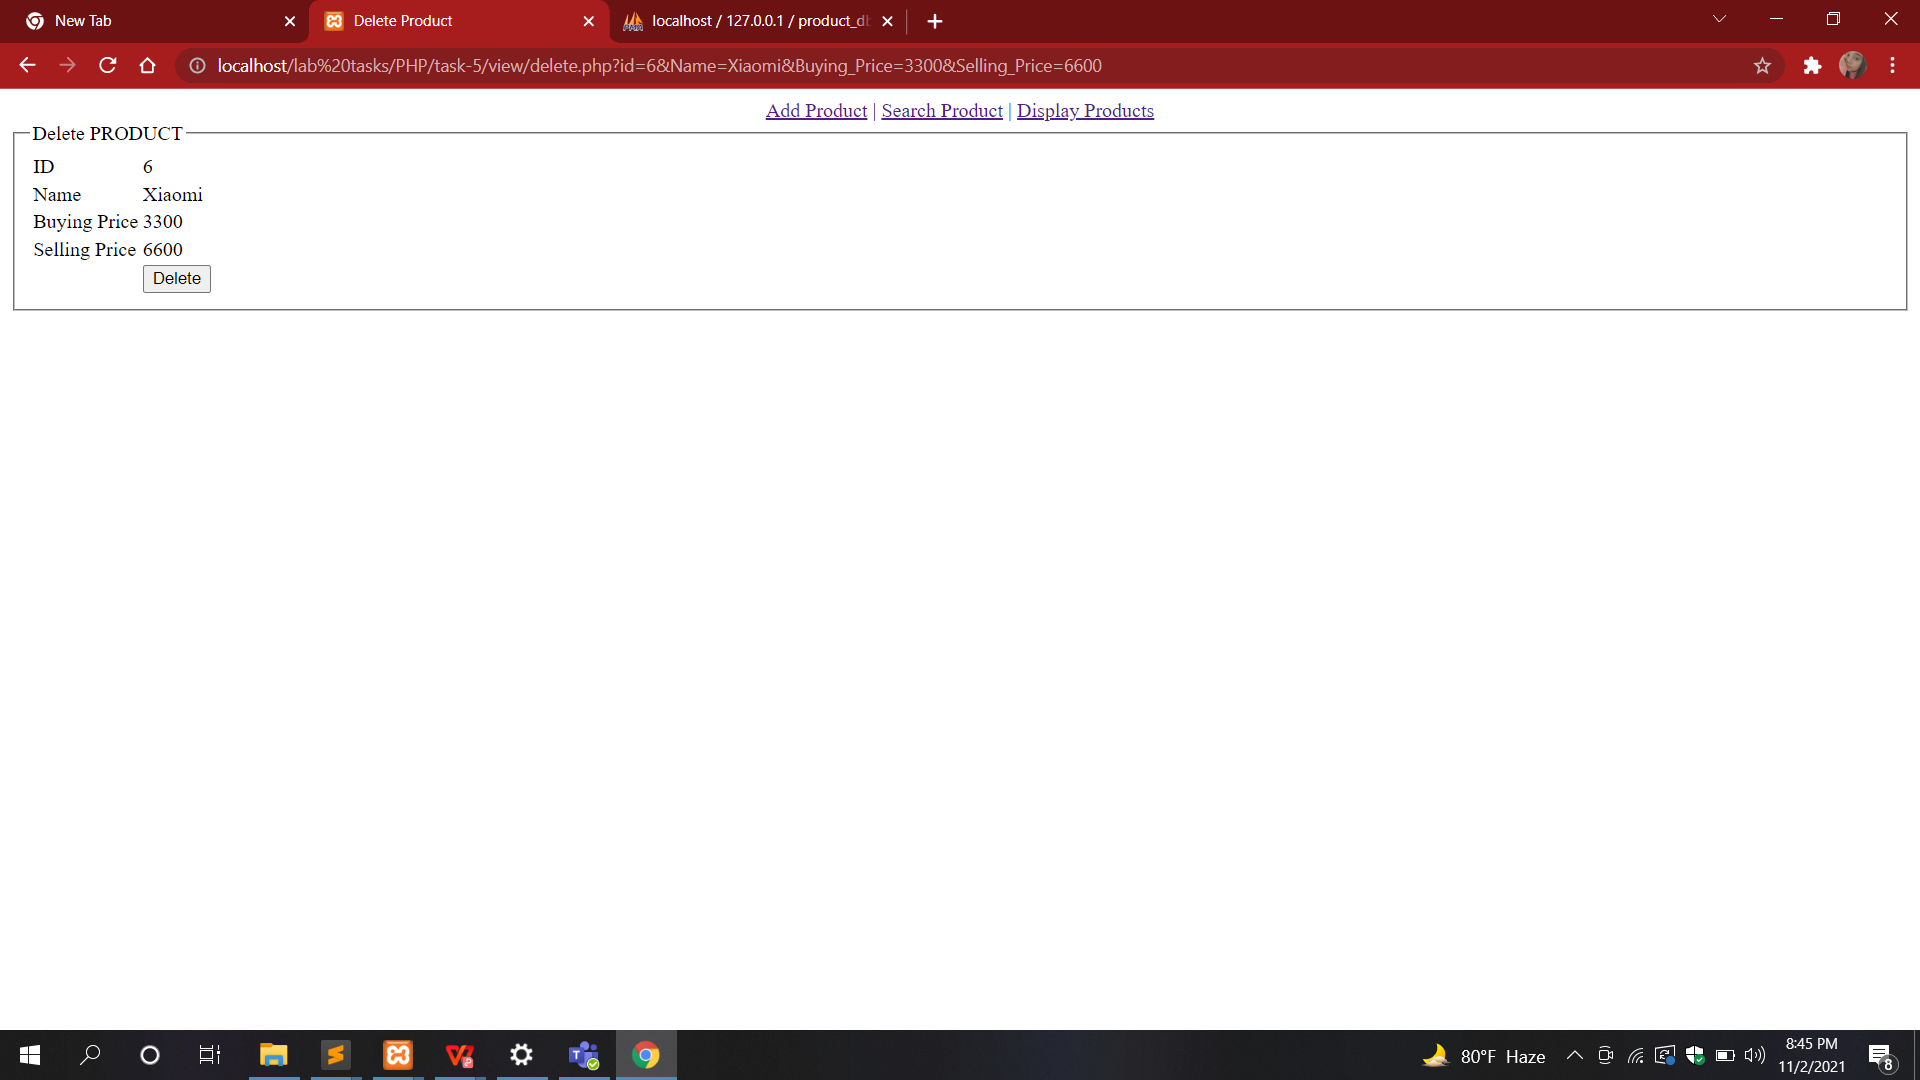 New Tab
Delete Product
localhost / 127.0.0.1 / product_db
localhost/lab%20tasks/PHP/task-5/view/delete.php?id=6&Name=Xiaomi&Buying_Price=3300&Selling_Price=6600
Add Product | Search Product | Display Products
Delete PRODUCT
ID 6
Name Xiaomi
Buying Price 3300
Selling Price 6600
Delete
80°F Haze
8:45 PM
11/2/2021
8